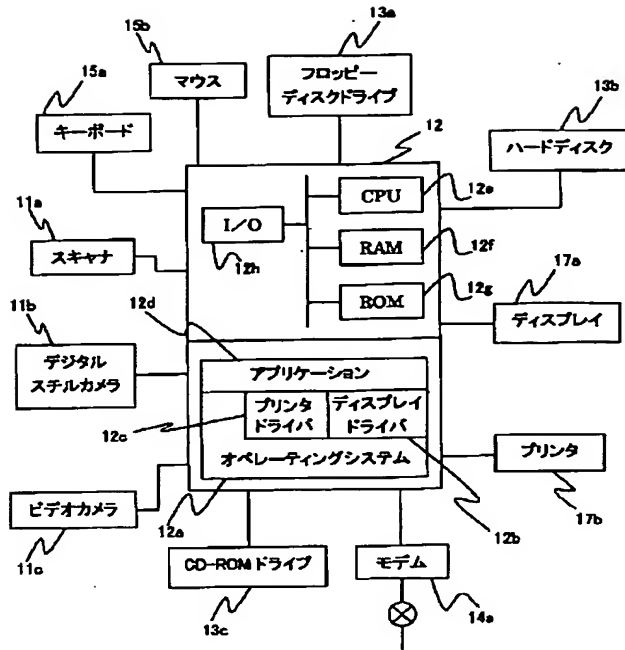 13a
15b
マウス
フロッピー
ディスクドライブ
15a
キーボード
12
13b
ハードディスク
11a
スキャナ
I/O
12h
CPU
12e
RAM
12f
ROM
12g
17a
ディスプレイ
11b
デジタル
スチルカメラ
12d
アプリケーション
12c
プリンタ
ドライバ
ディスプレイ
ドライバ
オペレーティングシステム
プリンタ
17b
ビデオカメラ
11c
12a
12b
CD-ROMドライブ
13c
モデム
14a